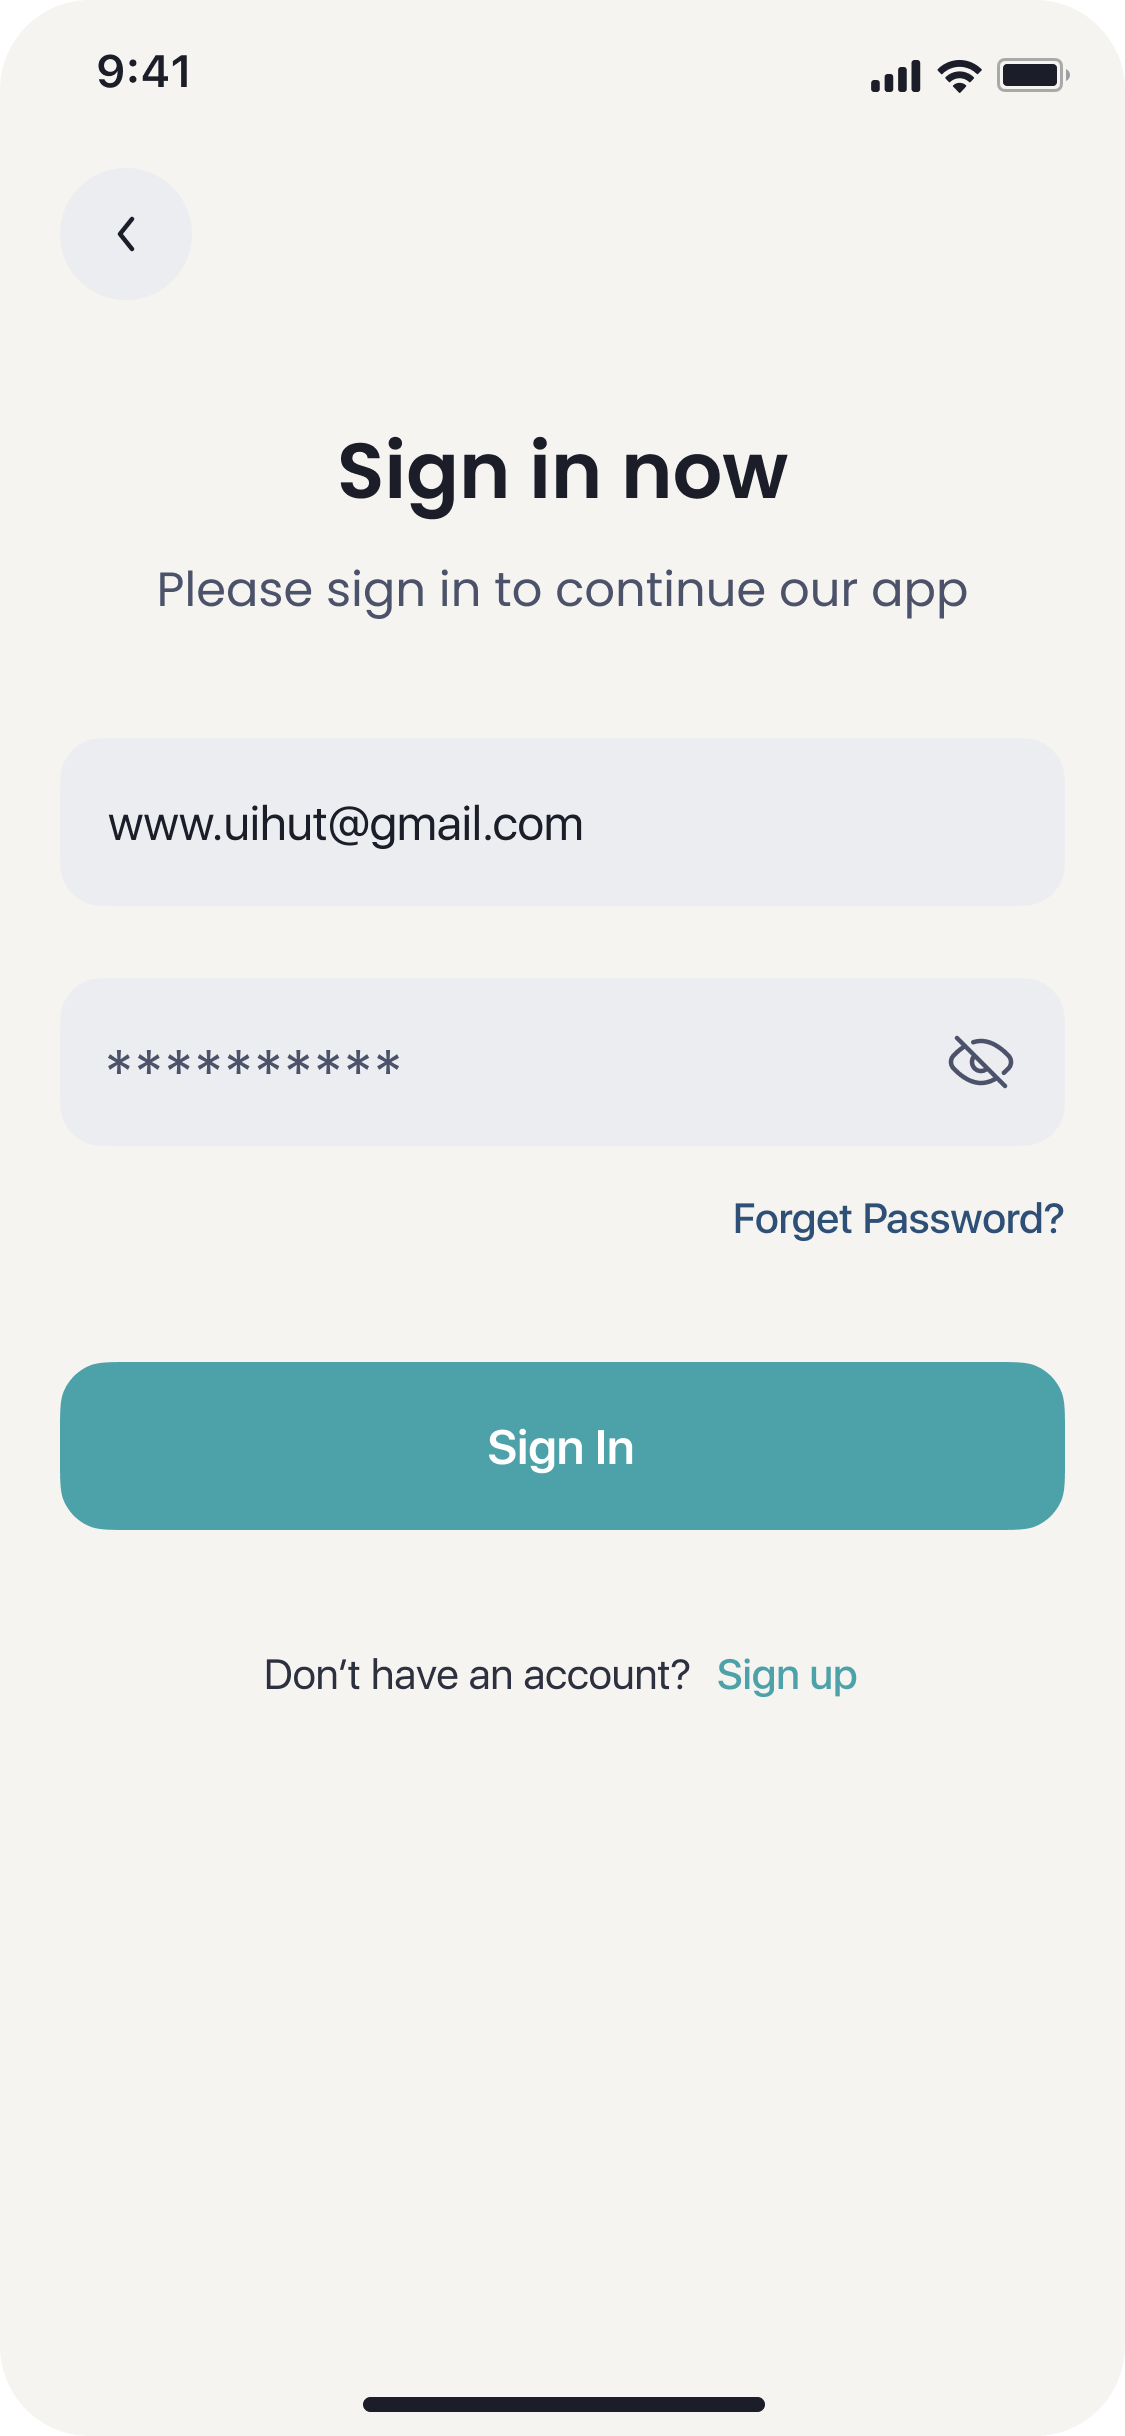 9:41
Sign in now
Please sign in to continue our app
www.uihut@gmail.com
**********
Forget Password?
Sign In
Don’t have an account? Sign up